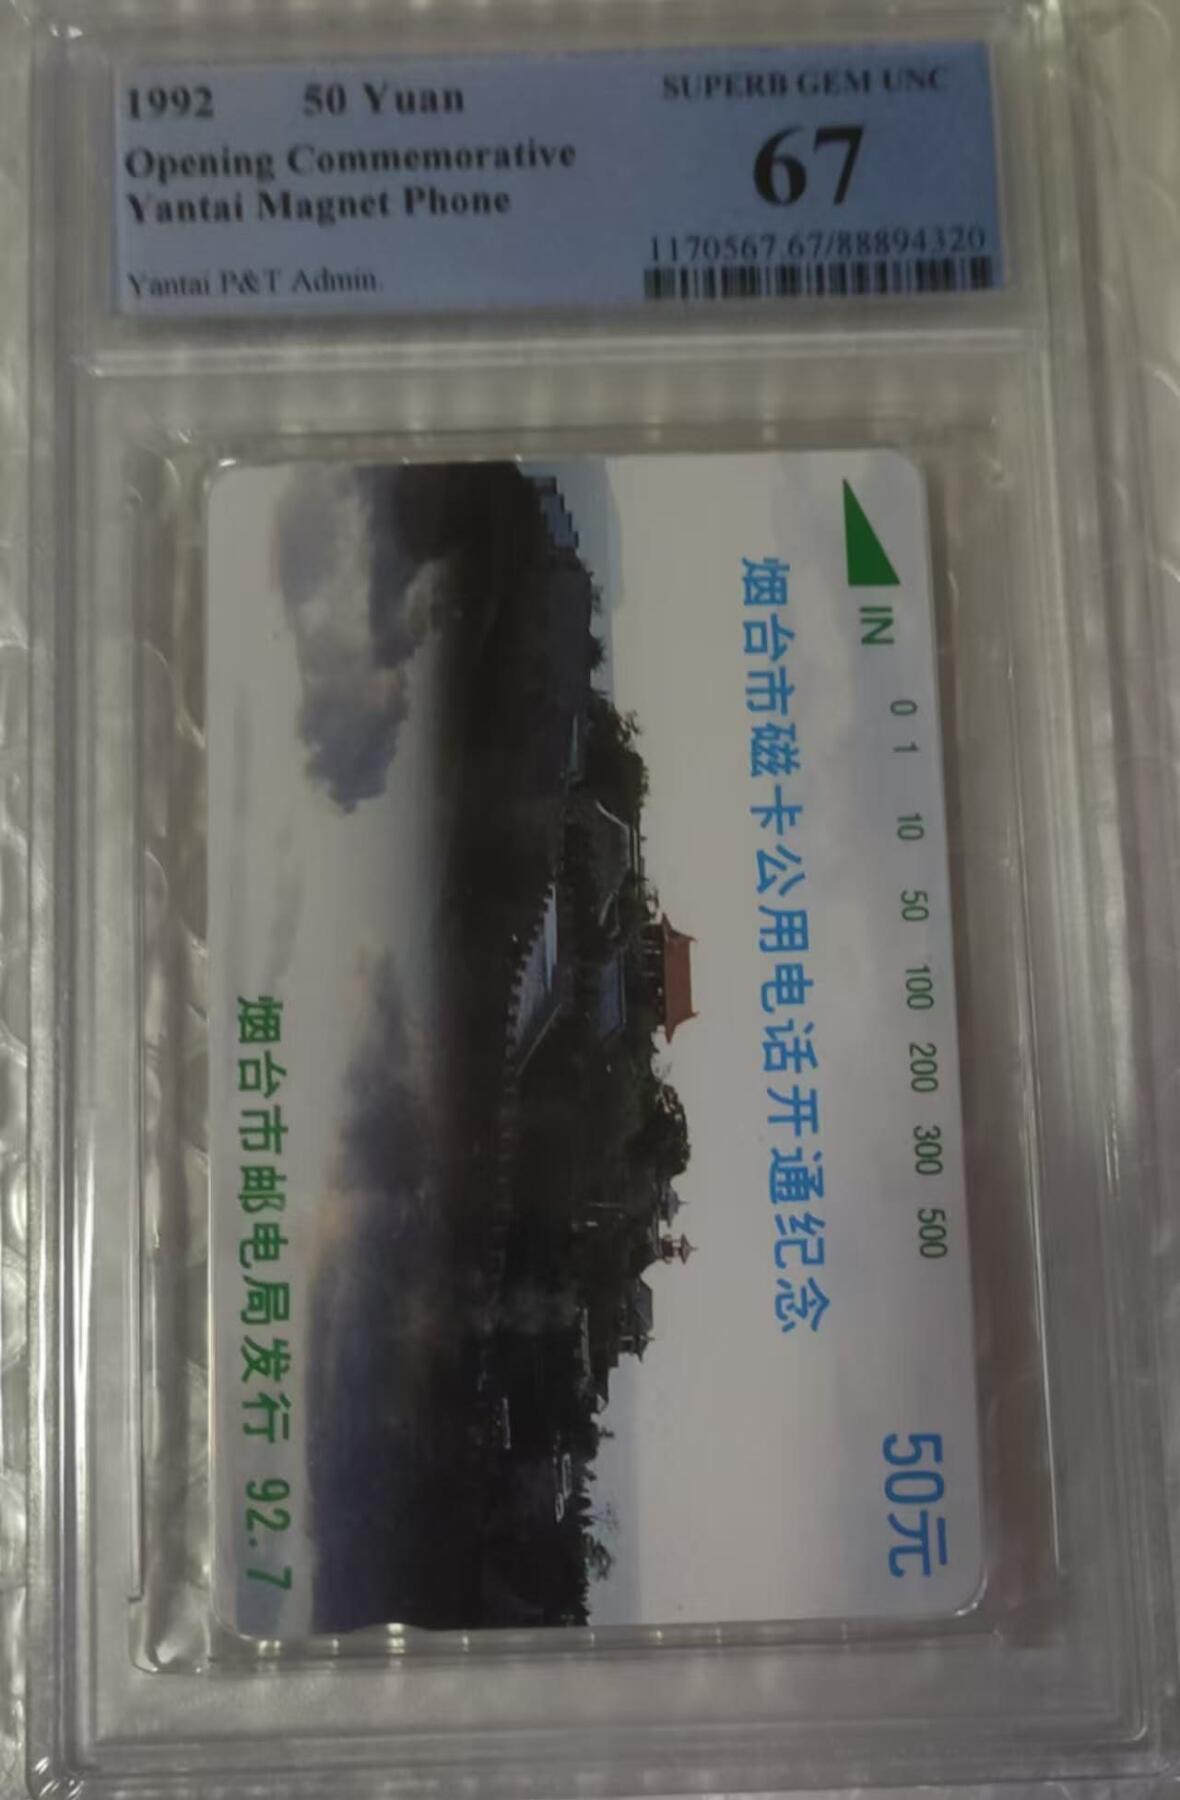 1992 50 Yuan
Opening Commemorative
Yantai Magnet Phone
Yantai P&T Admin.
SUPERB GEM UNC
67
1170567.67/88894320
IN 0 1 10 50 100 200 300 500
50元
烟台市磁卡公用电话开通纪念
烟台市邮电局发行 92.7